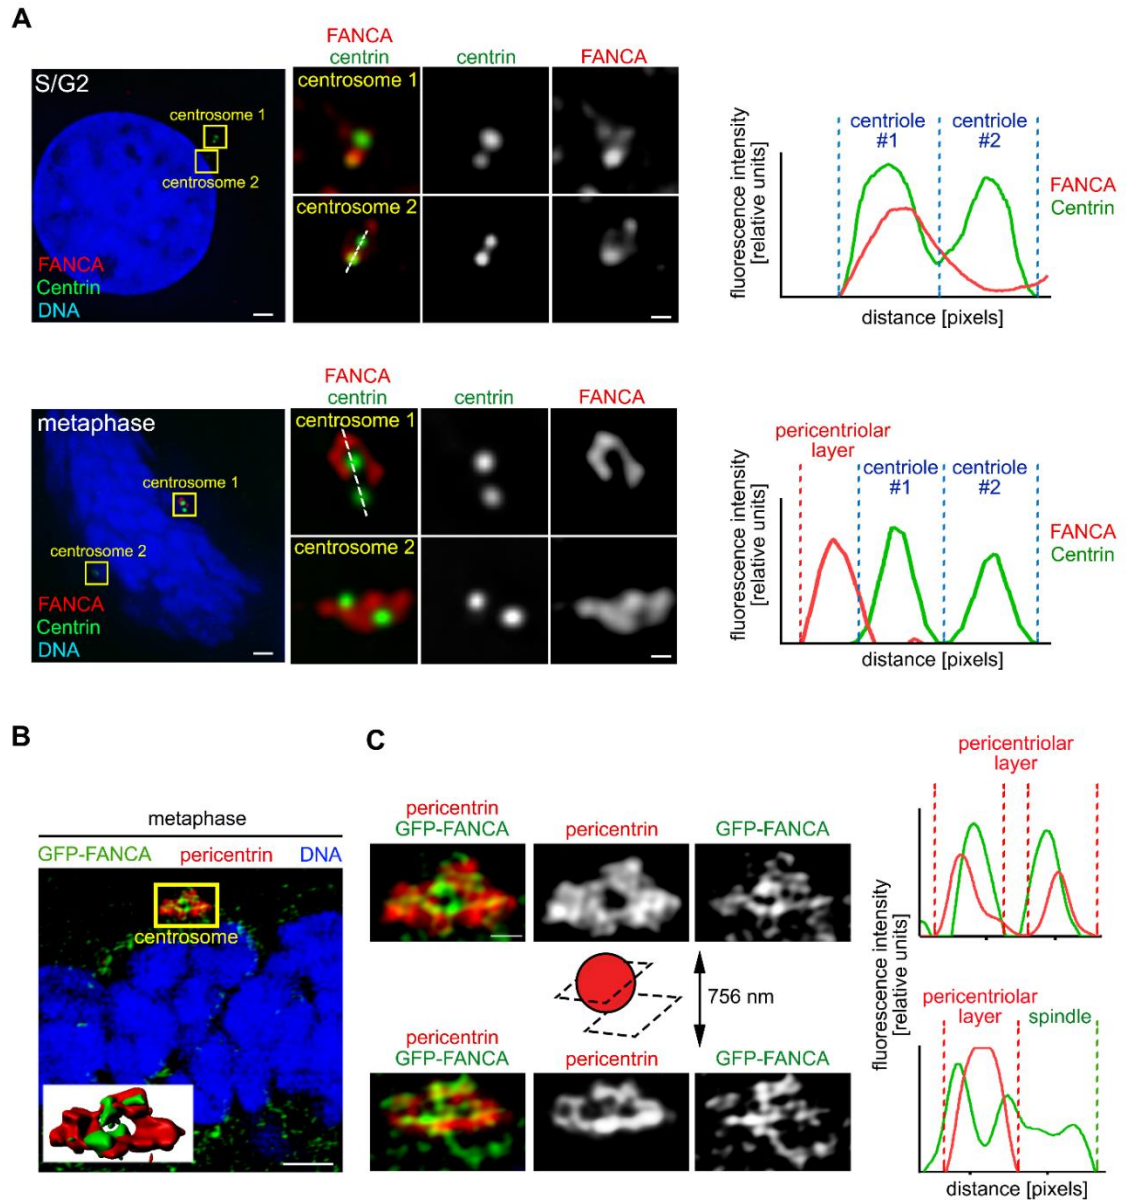 A
S/G2
centrosome 1
centrosome 2
FANCA
Centrin
DNA
FANCA
centrin
centrin
FANCA
centrosome 1
centrosome 2
fluorescence intensity
[relative units]
centriole
#1
centriole
#2
FANCA
Centrin
distance [pixels]
metaphase
centrosome 1
centrosome 2
FANCA
Centrin
DNA
FANCA
centrin
centrin
FANCA
centrosome 1
centrosome 2
fluorescence intensity
[relative units]
pericentriolar
layer
centriole
#1
centriole
#2
FANCA
Centrin
distance [pixels]
B
metaphase
GFP-FANCA pericentrin DNA
centrosome
C
pericentrin
GFP-FANCA
pericentrin
GFP-FANCA
756 nm
pericentrin
GFP-FANCA
pericentrin
GFP-FANCA
fluorescence intensity
[relative units]
pericentriolar
layer
pericentriolar
layer
spindle
distance [pixels]